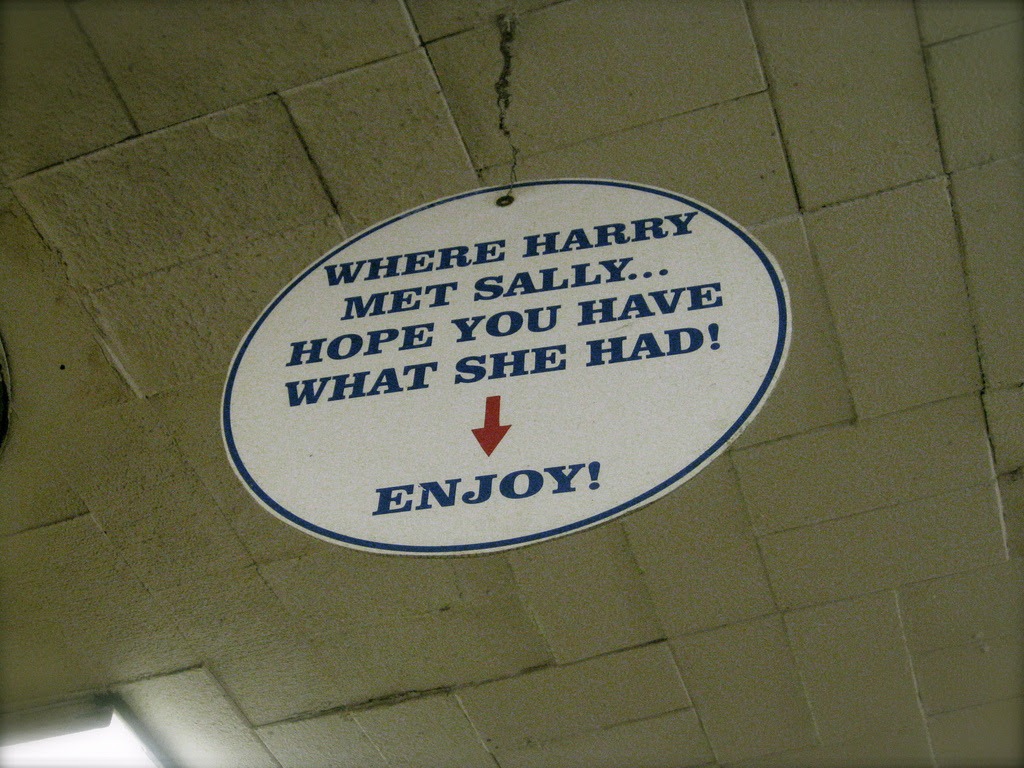 WHERE HARRY
MET SALLY...
HOPE YOU HAVE
WHAT SHE HAD!
ENJOY!